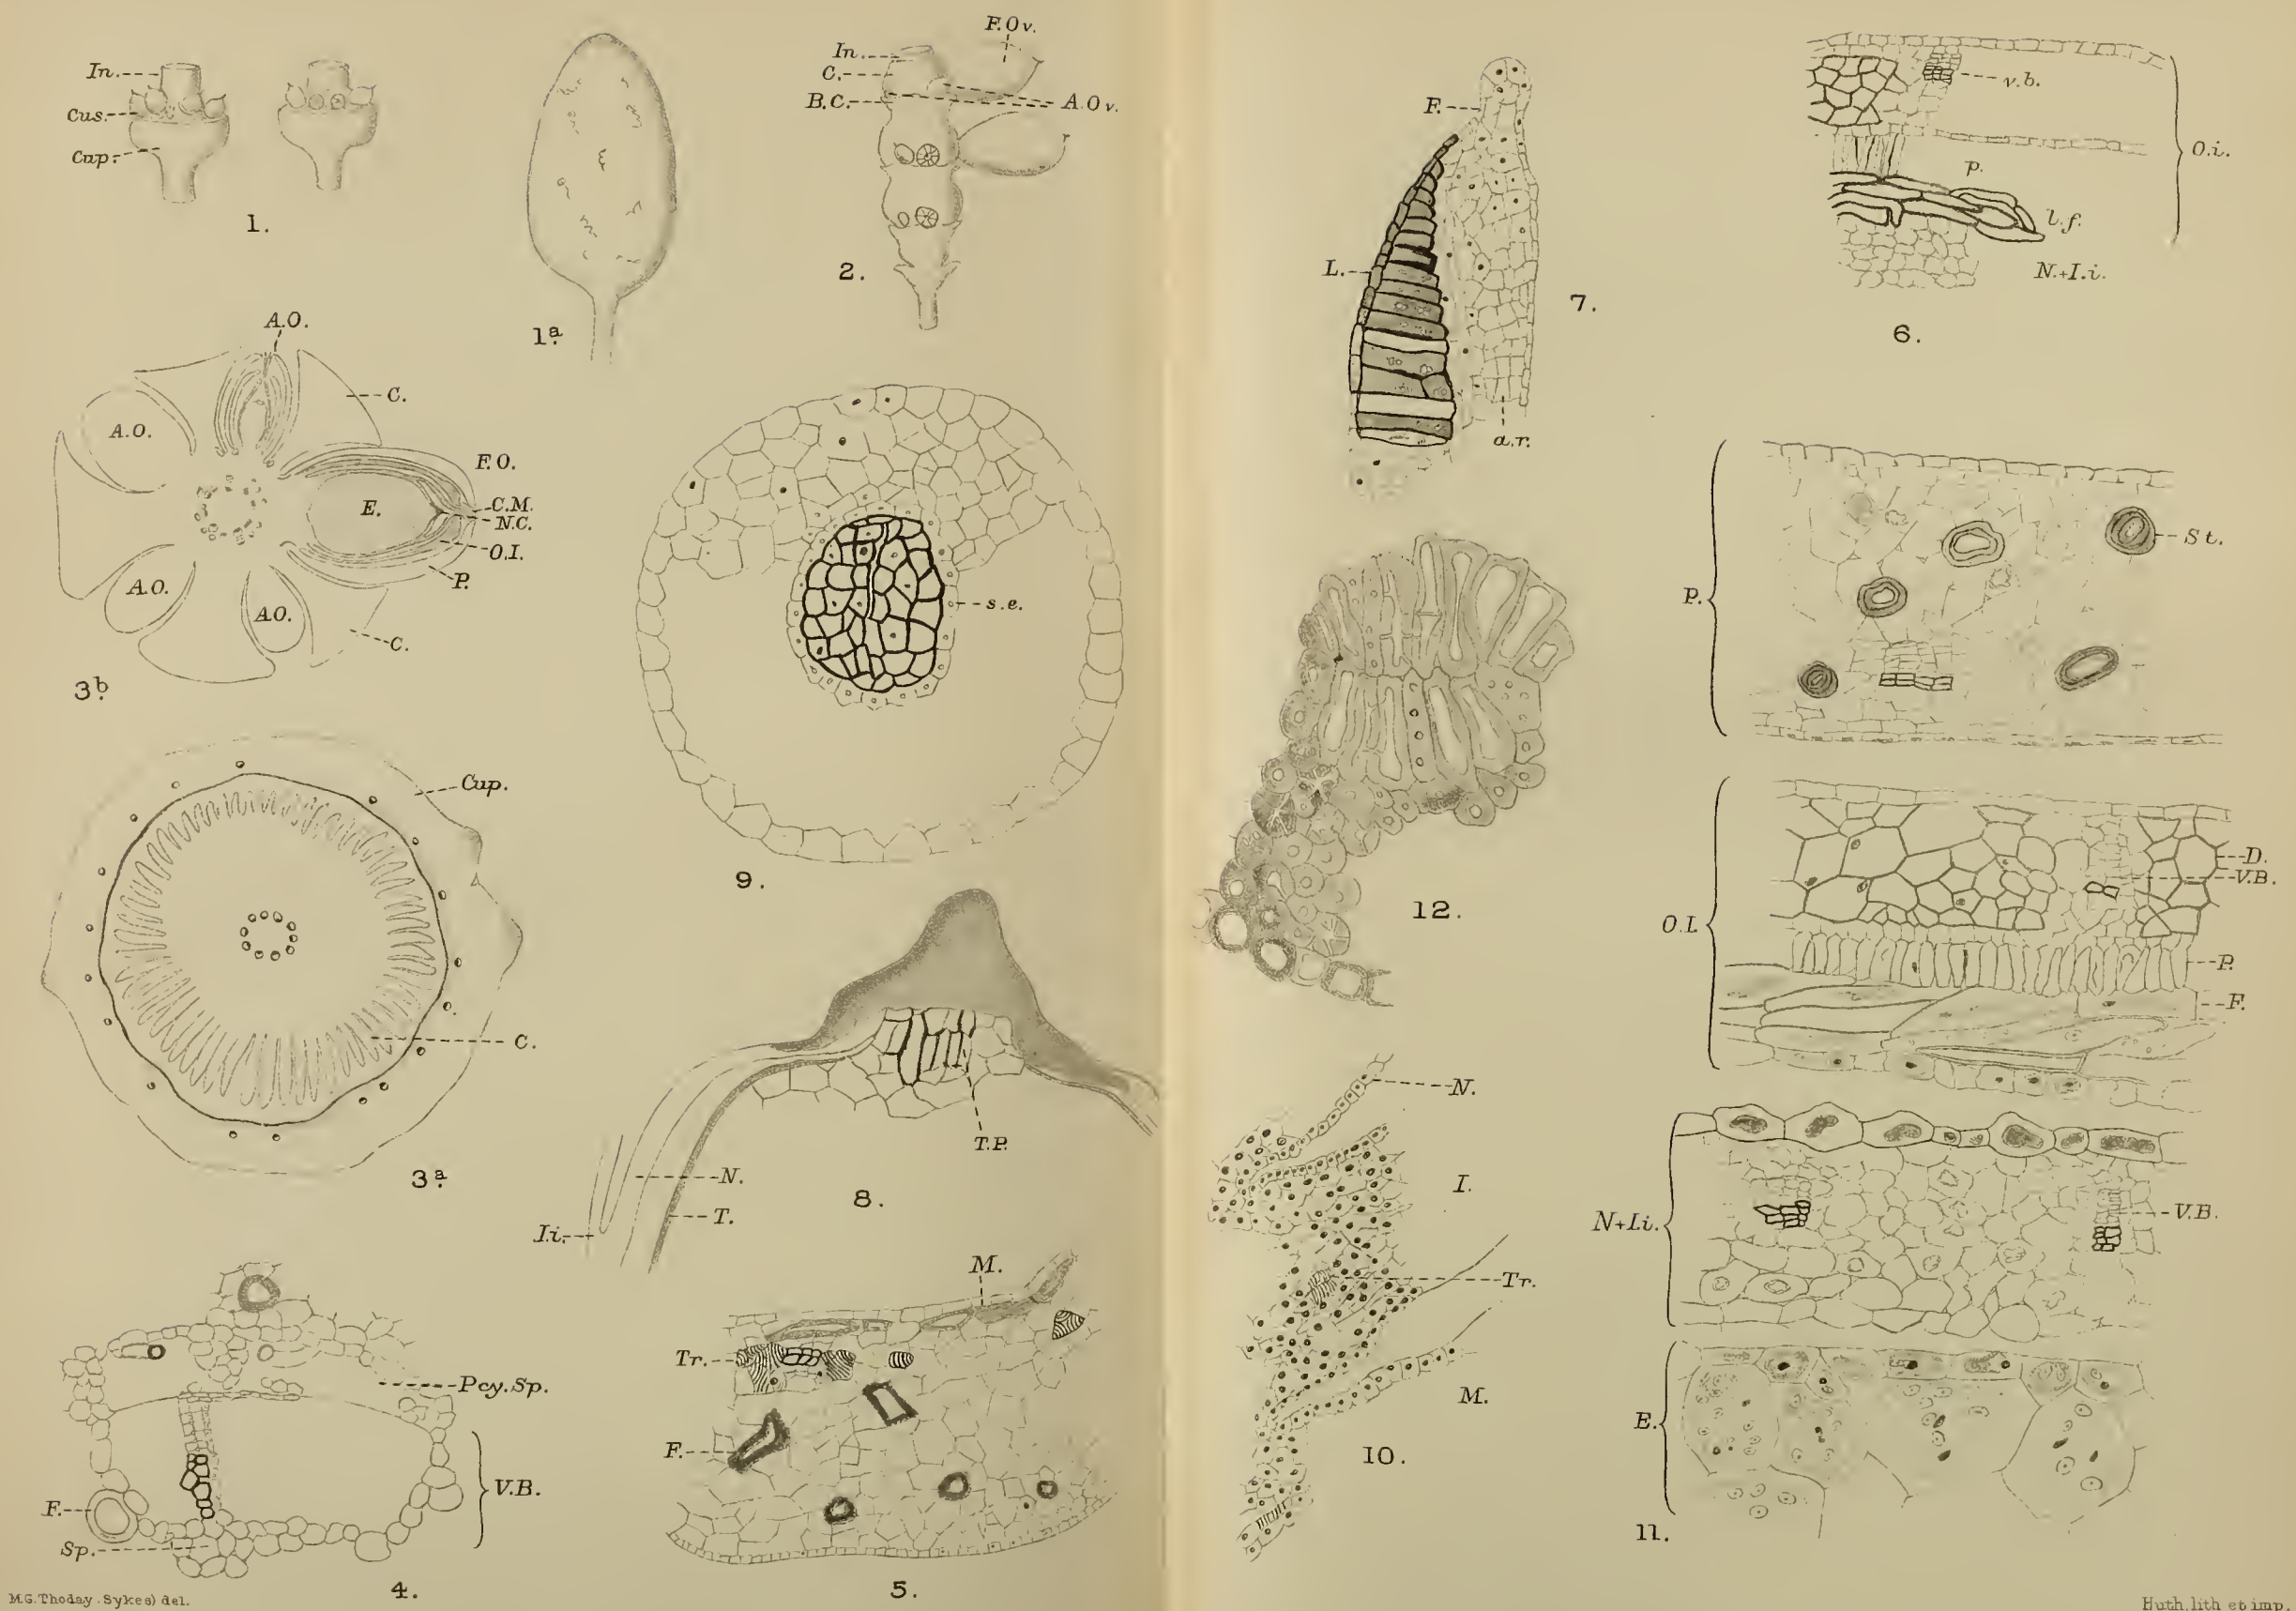 In.
Cus.
Cup.
1.
1a.
In.
C.
B.C.
F.Ov.
A.Ov.
2.
A.O.
C.
A.O.
F.O.
E.
C.M.
N.C.
O.I.
P.
A.O.
A.O.
C.
3b.
Cup.
C.
3a.
s.e.
9.
T.P.
N.
T.
I.i.
8.
Pcy.Sp.
V.B.
F.
Sp.
4.
M.
Tr.
F.
5.
M.G.Thoday.Sykes) del.
F.
L.
a.r.
7.
v.b.
O.i.
p.
l.f.
N.+I.i.
6.
P.
St.
12.
O.I.
D.
V.B.
P.
F.
N.
I.
Tr.
M.
10.
N+I.i.
V.B.
E.
11.
Huth, lith et imp.